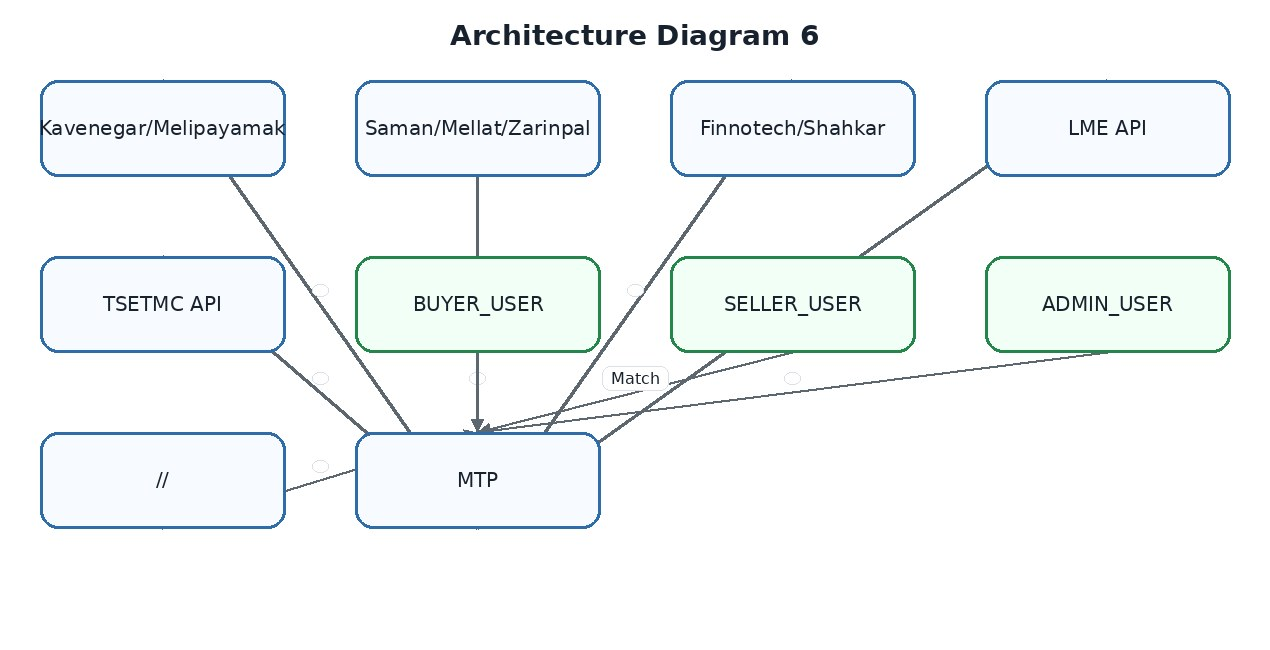 Architecture Diagram 6
Kavenegar/Melipayamak
Saman/Mellat/Zarinpal
Finnotech/Shahkar
LME API
TSETMC API
BUYER_USER
SELLER_USER
ADMIN_USER
Match
//
MTP